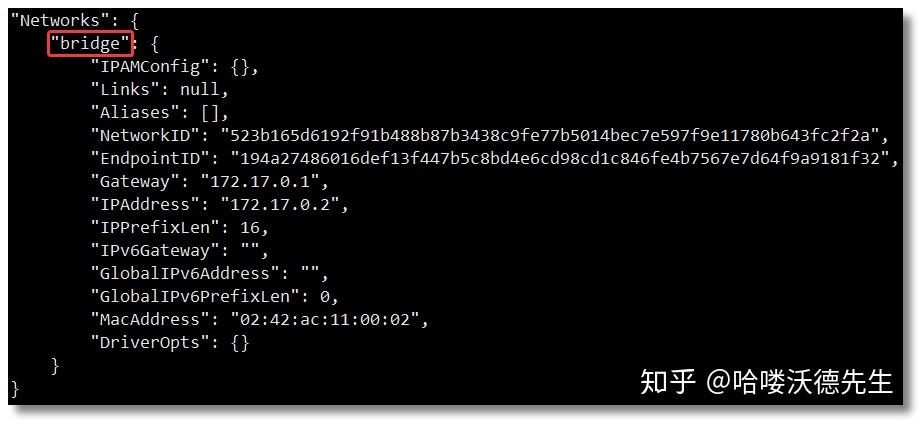 "Networks": {
    "bridge": {
        "IPAMConfig": {},
        "Links": null,
        "Aliases": [],
        "NetworkID": "523b165d6192f91b488b87b3438c9fe77b5014bec7e597f9e11780b643fc2f2a",
        "EndpointID": "194a27486016def13f447b5c8bd4e6cd98cd1c846fe4b7567e7d64f9a9181f32",
        "Gateway": "172.17.0.1",
        "IPAddress": "172.17.0.2",
        "IPPrefixLen": 16,
        "IPv6Gateway": "",
        "GlobalIPv6Address": "",
        "GlobalIPv6PrefixLen": 0,
        "MacAddress": "02:42:ac:11:00:02",
        "DriverOpts": {}
    }
}
知乎 @哈喽沃德先生